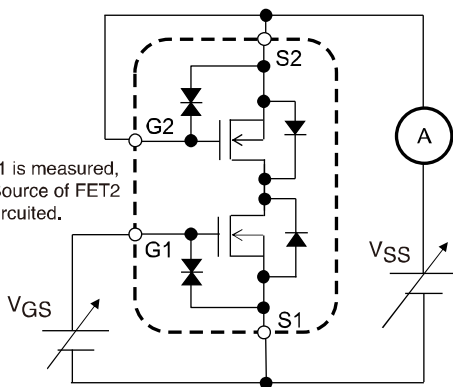 S2
G2
A
1 is measured,
Source of FET2
rcuited.
G1
VSS
VGS
S1